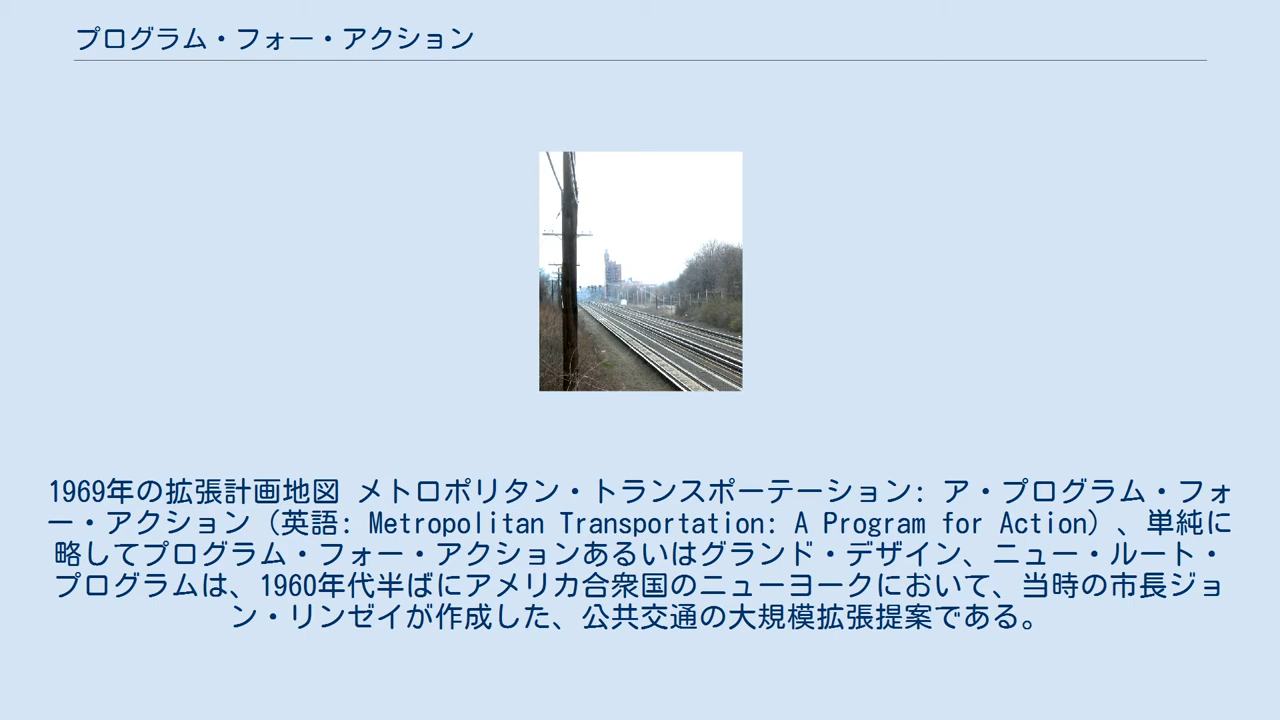 プログラム・フォー・アクション
1969年の拡張計画地図 メトロポリタン・トランスポーテーション: ア・プログラム・フォ
ー・アクション（英語: Metropolitan Transportation: A Program for Action）、単純に
略してプログラム・フォー・アクションあるいはグランド・デザイン、ニュー・ルート・
プログラムは、1960年代半ばにアメリカ合衆国のニューヨークにおいて、当時の市長ジョ
ン・リンゼイが作成した、公共交通の大規模拡張提案である。